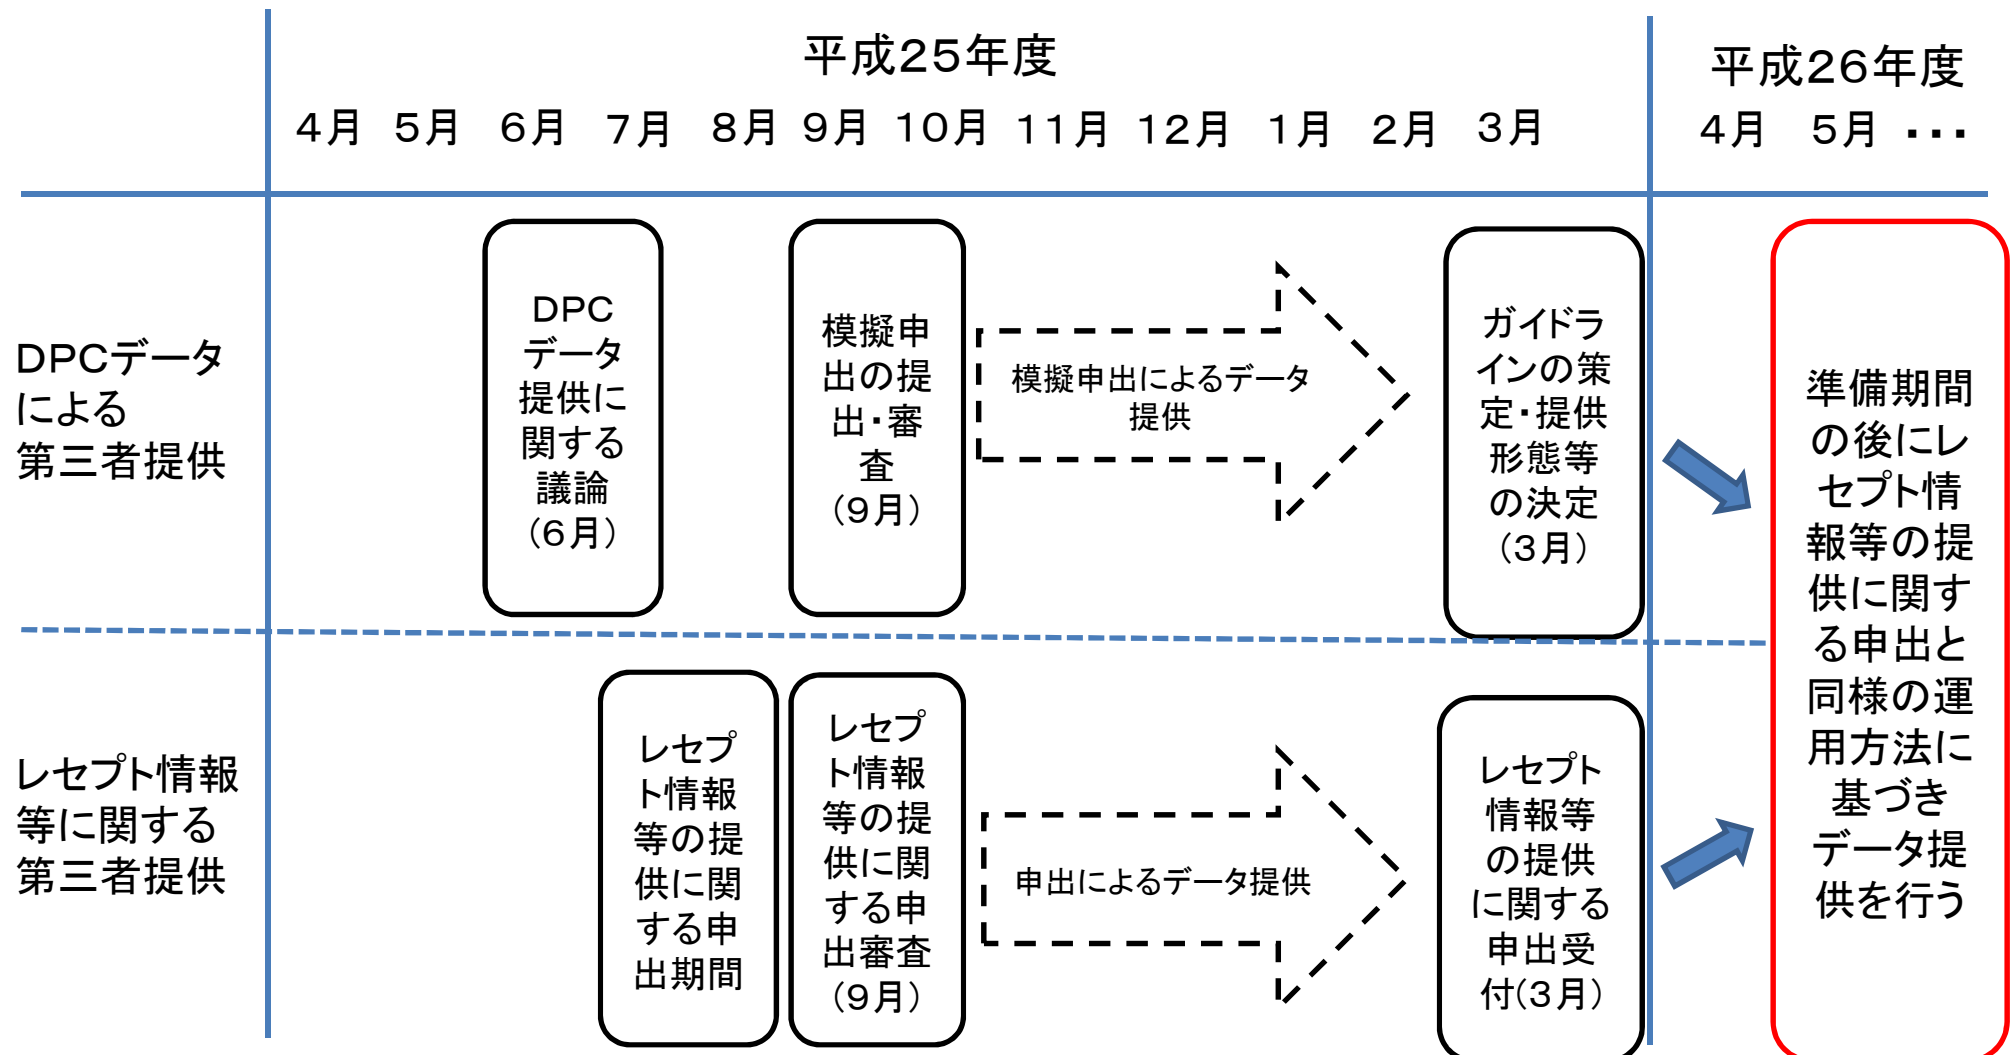 平成25年度
平成26年度
4月 5月 6月 7月 8月 9月 10月 11月 12月 1月 2月 3月
4月 5月 ・・・
DPCデータ
による
第三者提供
DPC
データ
提供に
関する
議論
(6月)
模擬申
出の提
出・審
査
(9月)
模擬申出によるデータ
提供
ガイドラ
インの策
定・提供
形態等
の決定
(3月)
準備期間
の後にレ
セプト情
報等の提
供に関す
る申出と
同様の運
用方法に
基づき
データ提
供を行う
レセプト情報
等に関する
第三者提供
レセプ
ト情報
等の提
供に関
する申
出期間
レセプ
ト情報
等の提
供に関
する申
出審査
(9月)
申出によるデータ提供
レセプト
情報等
の提供
に関する
申出受
付(3月)